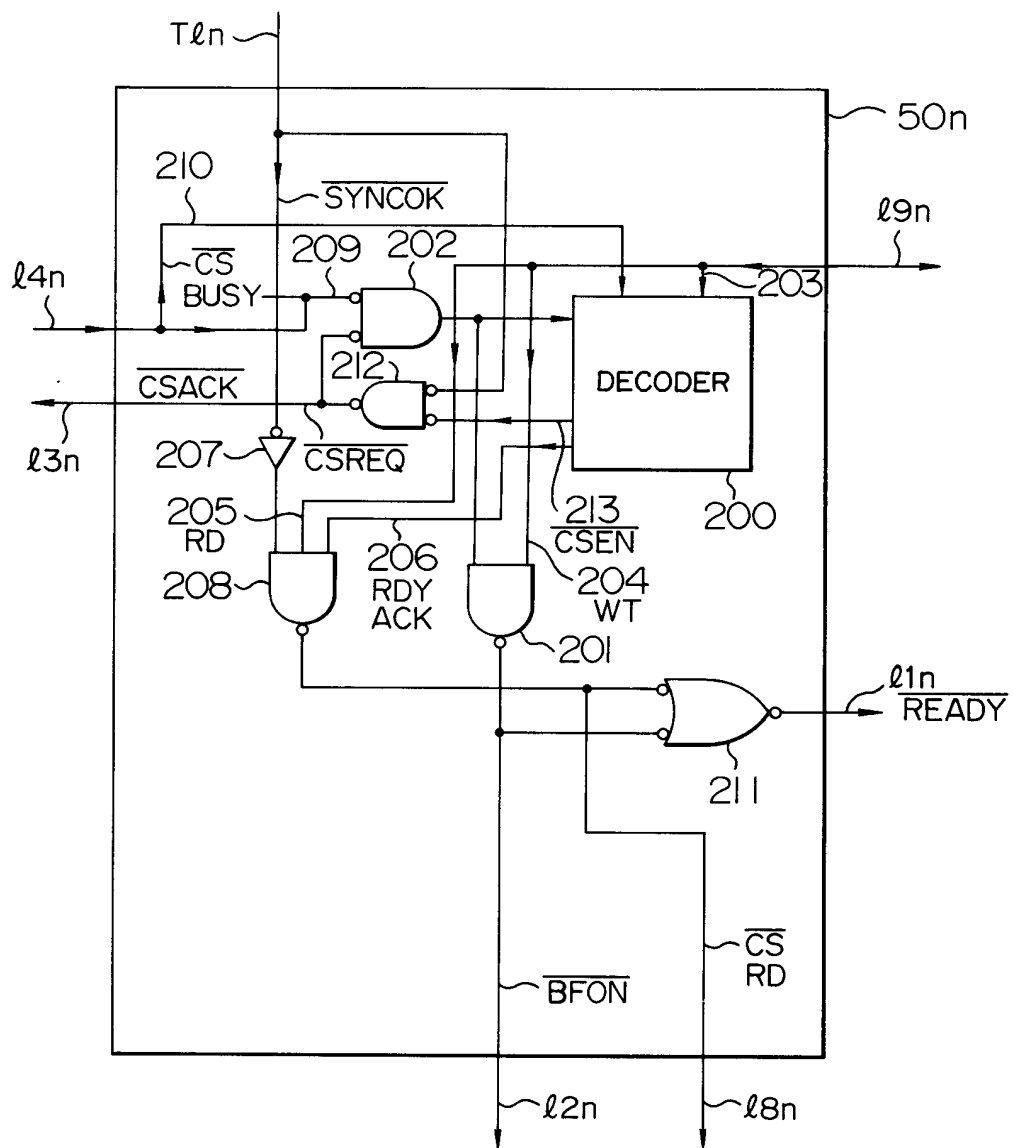 Tℓn
50n
210
SYNCOK
202
209
ℓ9n
CS
BUSY
203
ℓ4n
212
DECODER
CSACK
ℓ3n
207
CSREQ
200
205
RD
213
CSEN
206
RDY
ACK
204
WT
208
201
ℓ1n
READY
211
CS
RD
BFON
ℓ2n
ℓ8n